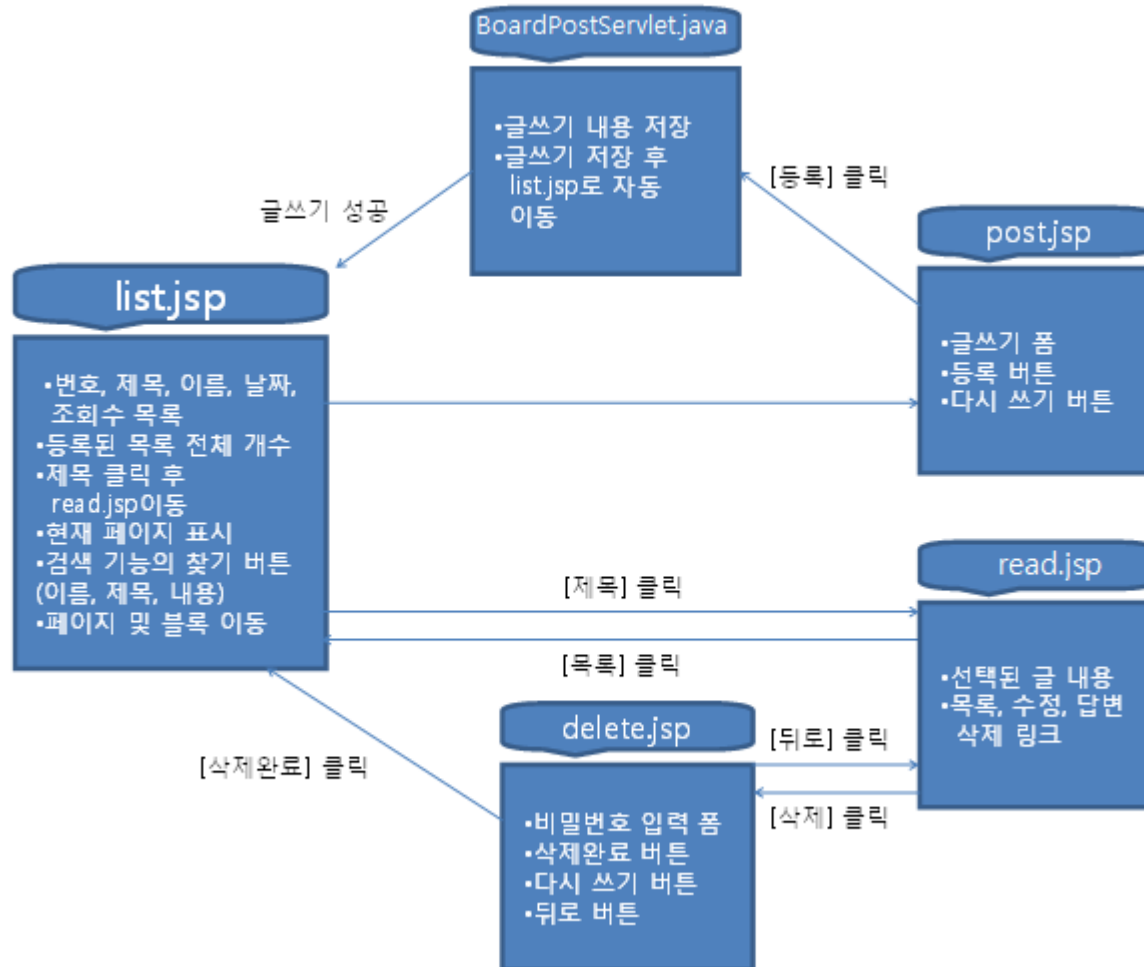 BoardPostServlet.java
•글쓰기 내용 저장
•글쓰기 저장 후
list.jsp로 자동
이동
[등록] 클릭
글쓰기 성공
post.jsp
•글쓰기 폼
•등록 버튼
•다시 쓰기 버튼
list.jsp
•번호, 제목, 이름, 날짜,
조회수 목록
•등록된 목록 전체 개수
•제목 클릭 후
read.jsp이동
•현재 페이지 표시
•검색 기능의 찾기 버튼
(이름, 제목, 내용)
•페이지 및 블록 이동
[제목] 클릭
[목록] 클릭
read.jsp
•선택된 글 내용
•목록, 수정, 답변
삭제 링크
delete.jsp
[뒤로] 클릭
[삭제] 클릭
[삭제완료] 클릭
•비밀번호 입력 폼
•삭제완료 버튼
•다시 쓰기 버튼
•뒤로 버튼